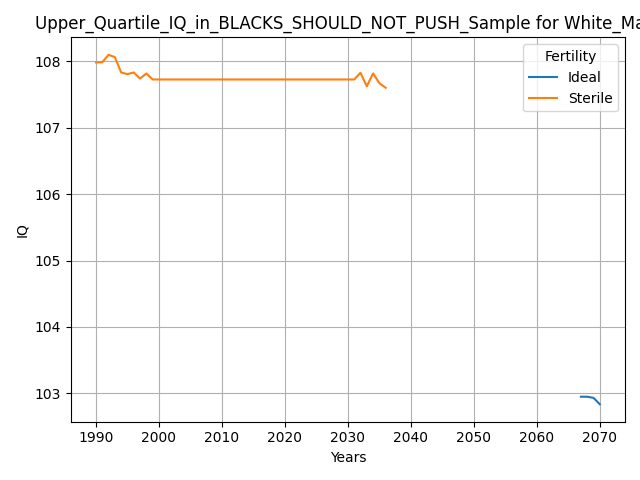 Upper_Quartile_IQ_in_BLACKS_SHOULD_NOT_PUSH_Sample for White_Ma
108
107
106
105
104
103
IQ
1990 2000 2010 2020 2030 2040 2050 2060 2070
Years
Fertility
Ideal
Sterile